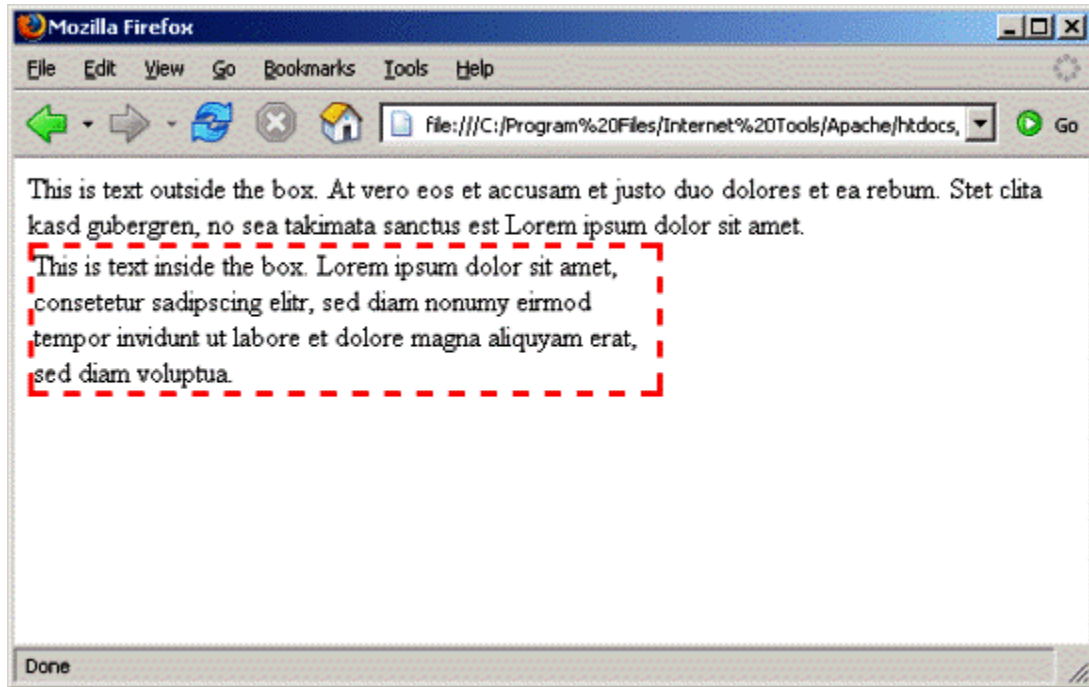 Mozilla Firefox
File Edit View Go Bookmarks Tools Help
file:///C:/Program%20Files/Internet%20Tools/Apache/htdocs, Go
This is text outside the box. At vero eos et accusam et justo duo dolores et ea rebum. Stet clita
kasd gubergren, no sea takimata sanctus est Lorem ipsum dolor sit amet.
This is text inside the box. Lorem ipsum dolor sit amet,
consetetur sadipscing elitr, sed diam nonumy eirmod
tempor invidunt ut labore et dolore magna aliquyam erat,
sed diam voluptua.
Done